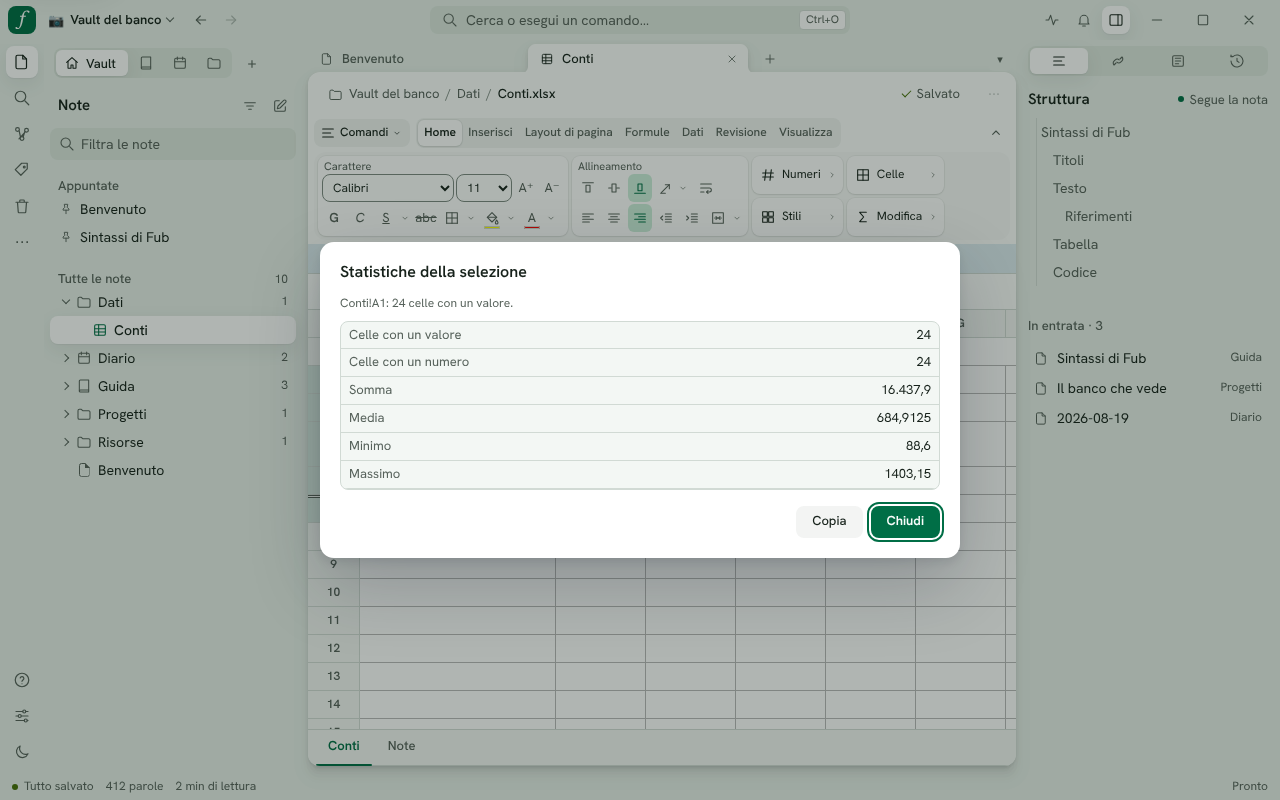 Vault del banco
Cerca o esegui un comando...
Ctrl+O
Vault
Benvenuto
Conti
Note
Filtra le note
Appuntate
Benvenuto
Sintassi di Fub
Tutte le note 10
Dati 1
Conti
Diario 2
Guida 3
Progetti 1
Risorse 1
Benvenuto
Vault del banco / Dati / Conti.xlsx
Salvato
Comandi
Home Inserisci Layout di pagina Formule Dati Revisione Visualizza
Carattere
Calibri 11 A⁺ A⁻
G C S abc A
Allineamento
Numeri
Celle
Stili
Modifica
Statistiche della selezione
Conti!A1: 24 celle con un valore.
Celle con un valore 24
Celle con un numero 24
Somma 16.437,9
Media 684,9125
Minimo 88,6
Massimo 1403,15
Copia Chiudi
G
9
10
11
12
13
14
Conti Note
Struttura
Segue la nota
Sintassi di Fub
Titoli
Testo
Riferimenti
Tabella
Codice
In entrata · 3
Sintassi di Fub Guida
Il banco che vede Progetti
2026-08-19 Diario
Tutto salvato 412 parole 2 min di lettura
Pronto